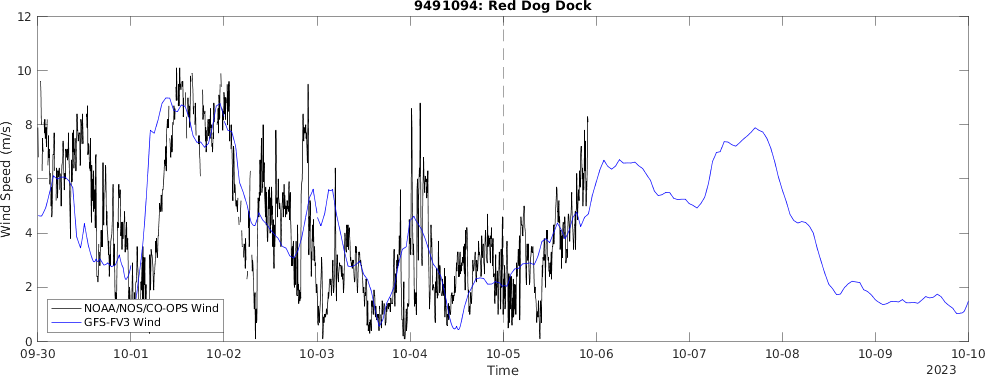 9491094: Red Dog Dock
12
10
8
6
4
2
0
Wind Speed (m/s)
NOAA/NOS/CO-OPS Wind
GFS-FV3 Wind
09-30 10-01 10-02 10-03 10-04 10-05 10-06 10-07 10-08 10-09 10-10
Time
2023